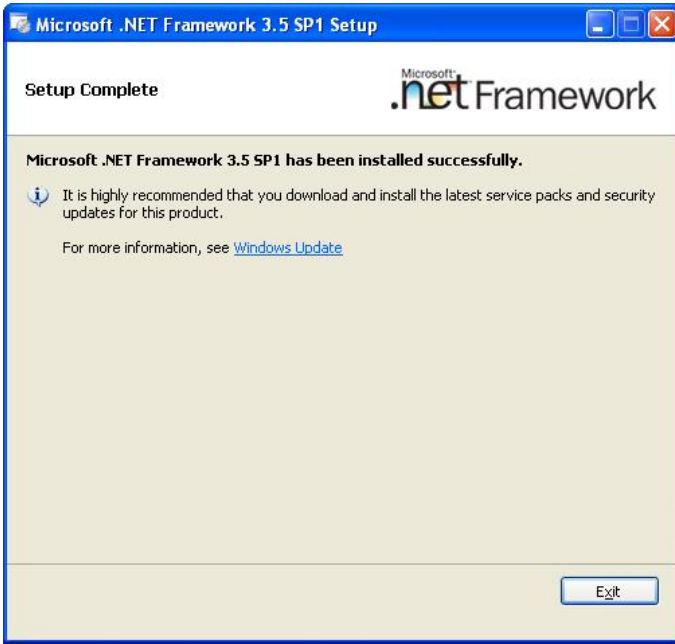 Microsoft .NET Framework 3.5 SP1 Setup
Setup Complete
Microsoft
.net Framework
Microsoft .NET Framework 3.5 SP1 has been installed successfully.
It is highly recommended that you download and install the latest service packs and security
updates for this product.
For more information, see Windows Update
Exit